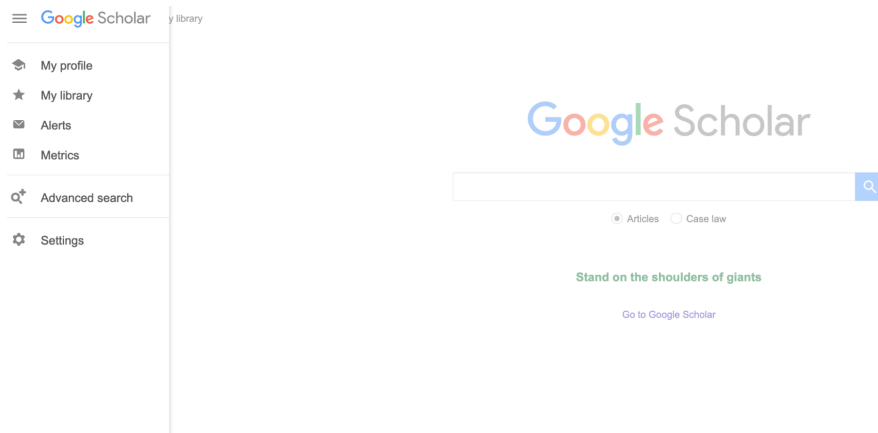 Google Scholar
My profile
My library
Alerts
Metrics
Advanced search
Settings
y library
Google Scholar
Articles Case law
Stand on the shoulders of giants
Go to Google Scholar